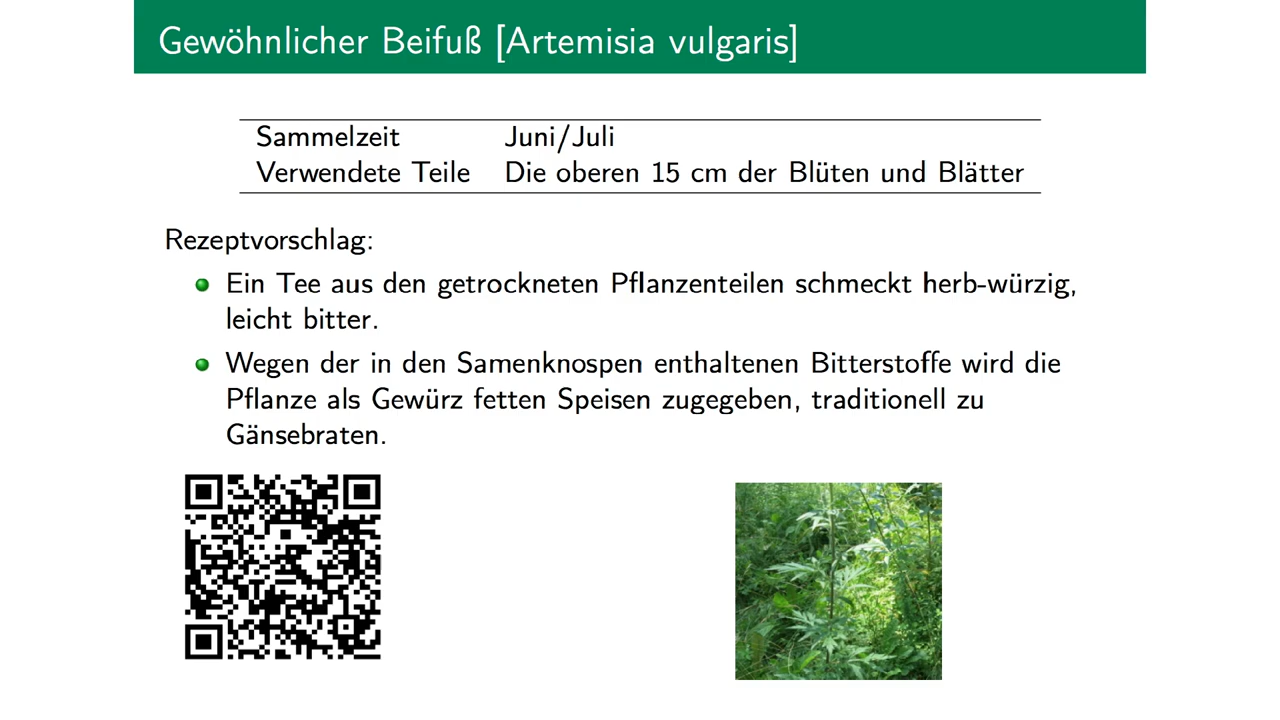 Gewöhnlicher Beifuß [Artemisia vulgaris]
Sammelzeit Juni/Juli
Verwendete Teile Die oberen 15 cm der Blüten und Blätter
Rezeptvorschlag:
Ein Tee aus den getrockneten Pflanzenteilen schmeckt herb-würzig,
leicht bitter.
Wegen der in den Samenknospen enthaltenen Bitterstoffe wird die
Pflanze als Gewürz fetten Speisen zugegeben, traditionell zu
Gänsebraten.